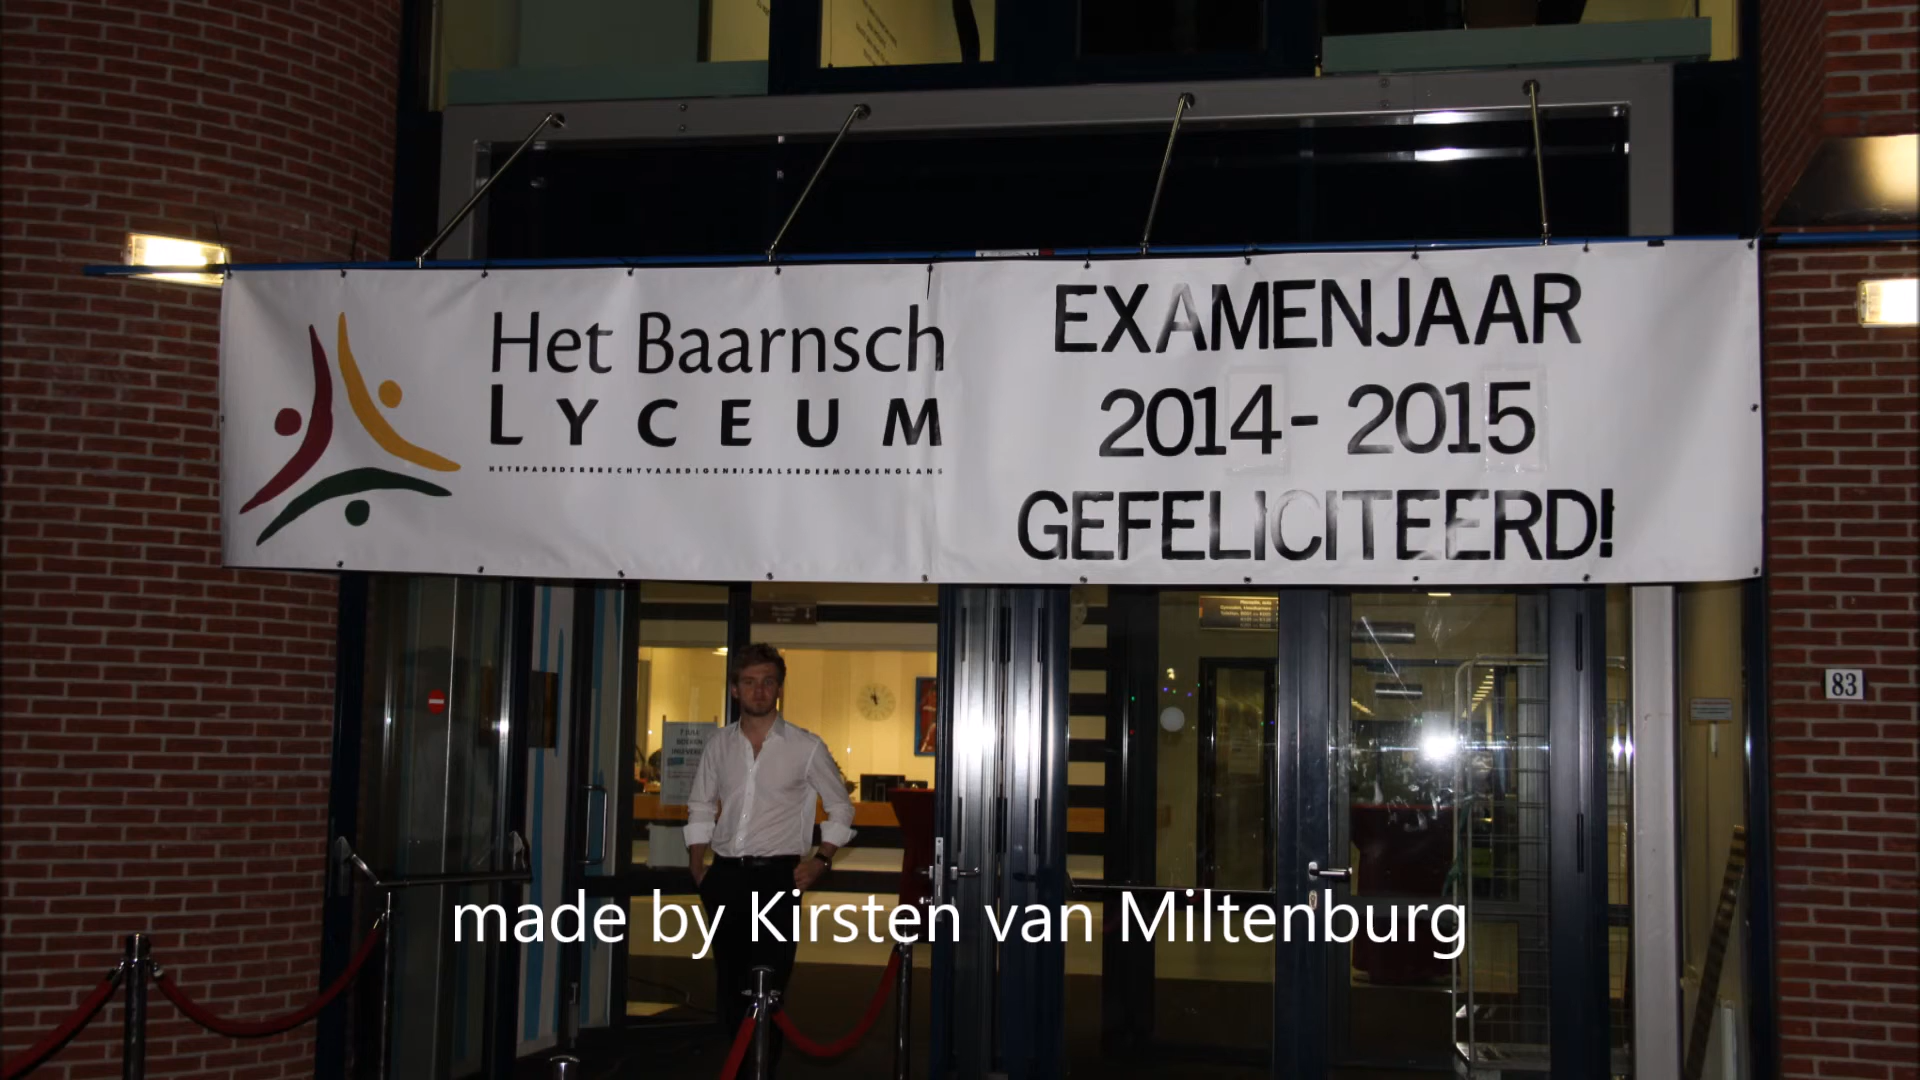 Het Baarnsch
LYCEUM
EXAMENJAAR
2014 - 2015
GEFELICITEERD!
83
made by Kirsten van Miltenburg